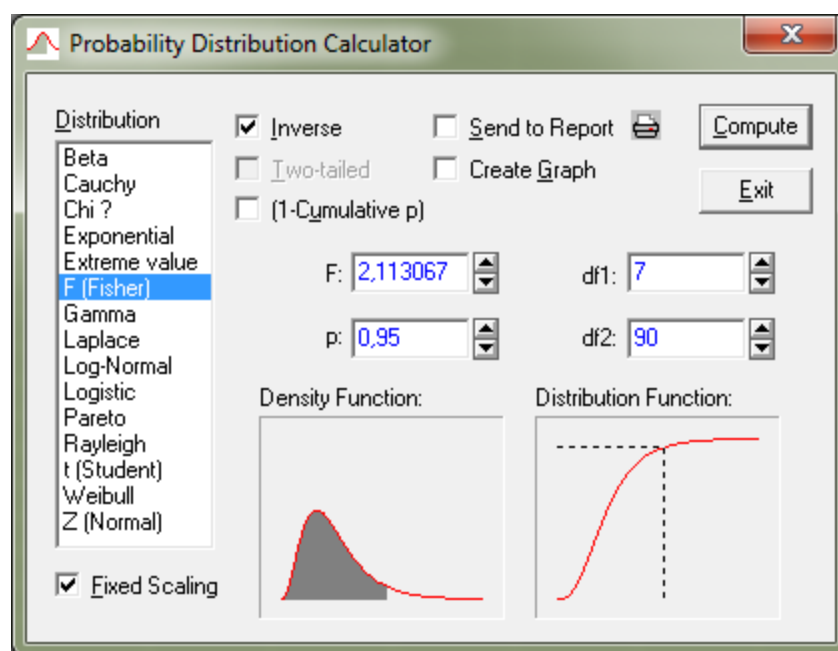 Probability Distribution Calculator
Distribution
Beta
Cauchy
Chi ?
Exponential
Extreme value
F (Fisher)
Gamma
Laplace
Log-Normal
Logistic
Pareto
Rayleigh
t (Student)
Weibull
Z (Normal)
Fixed Scaling
Inverse
Send to Report
Two-tailed
Create Graph
(1-Cumulative p)
Compute
Exit
F: 2,113067
df1: 7
p: 0,95
df2: 90
Density Function:
Distribution Function: